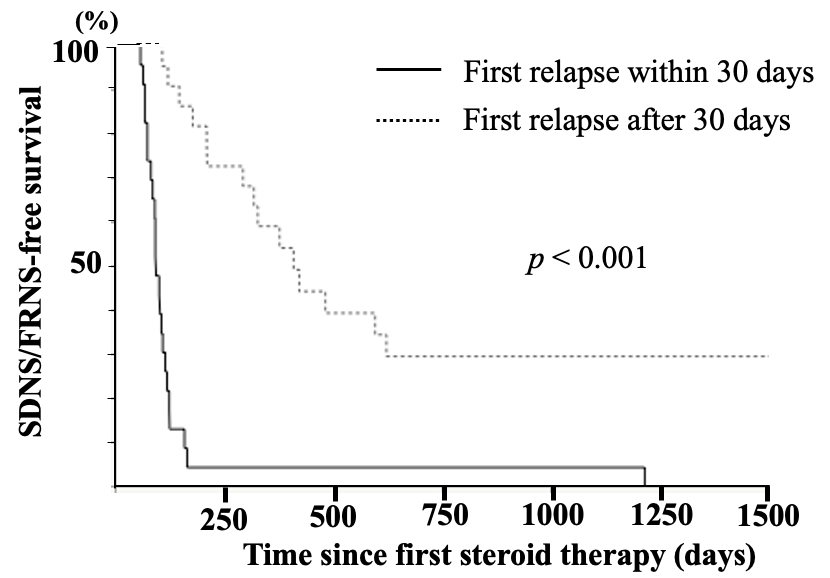 (%)
100
First relapse within 30 days
First relapse after 30 days
SDNS/FRNS-free survival
50
p < 0.001
250 500 750 1000 1250 1500
Time since first steroid therapy (days)